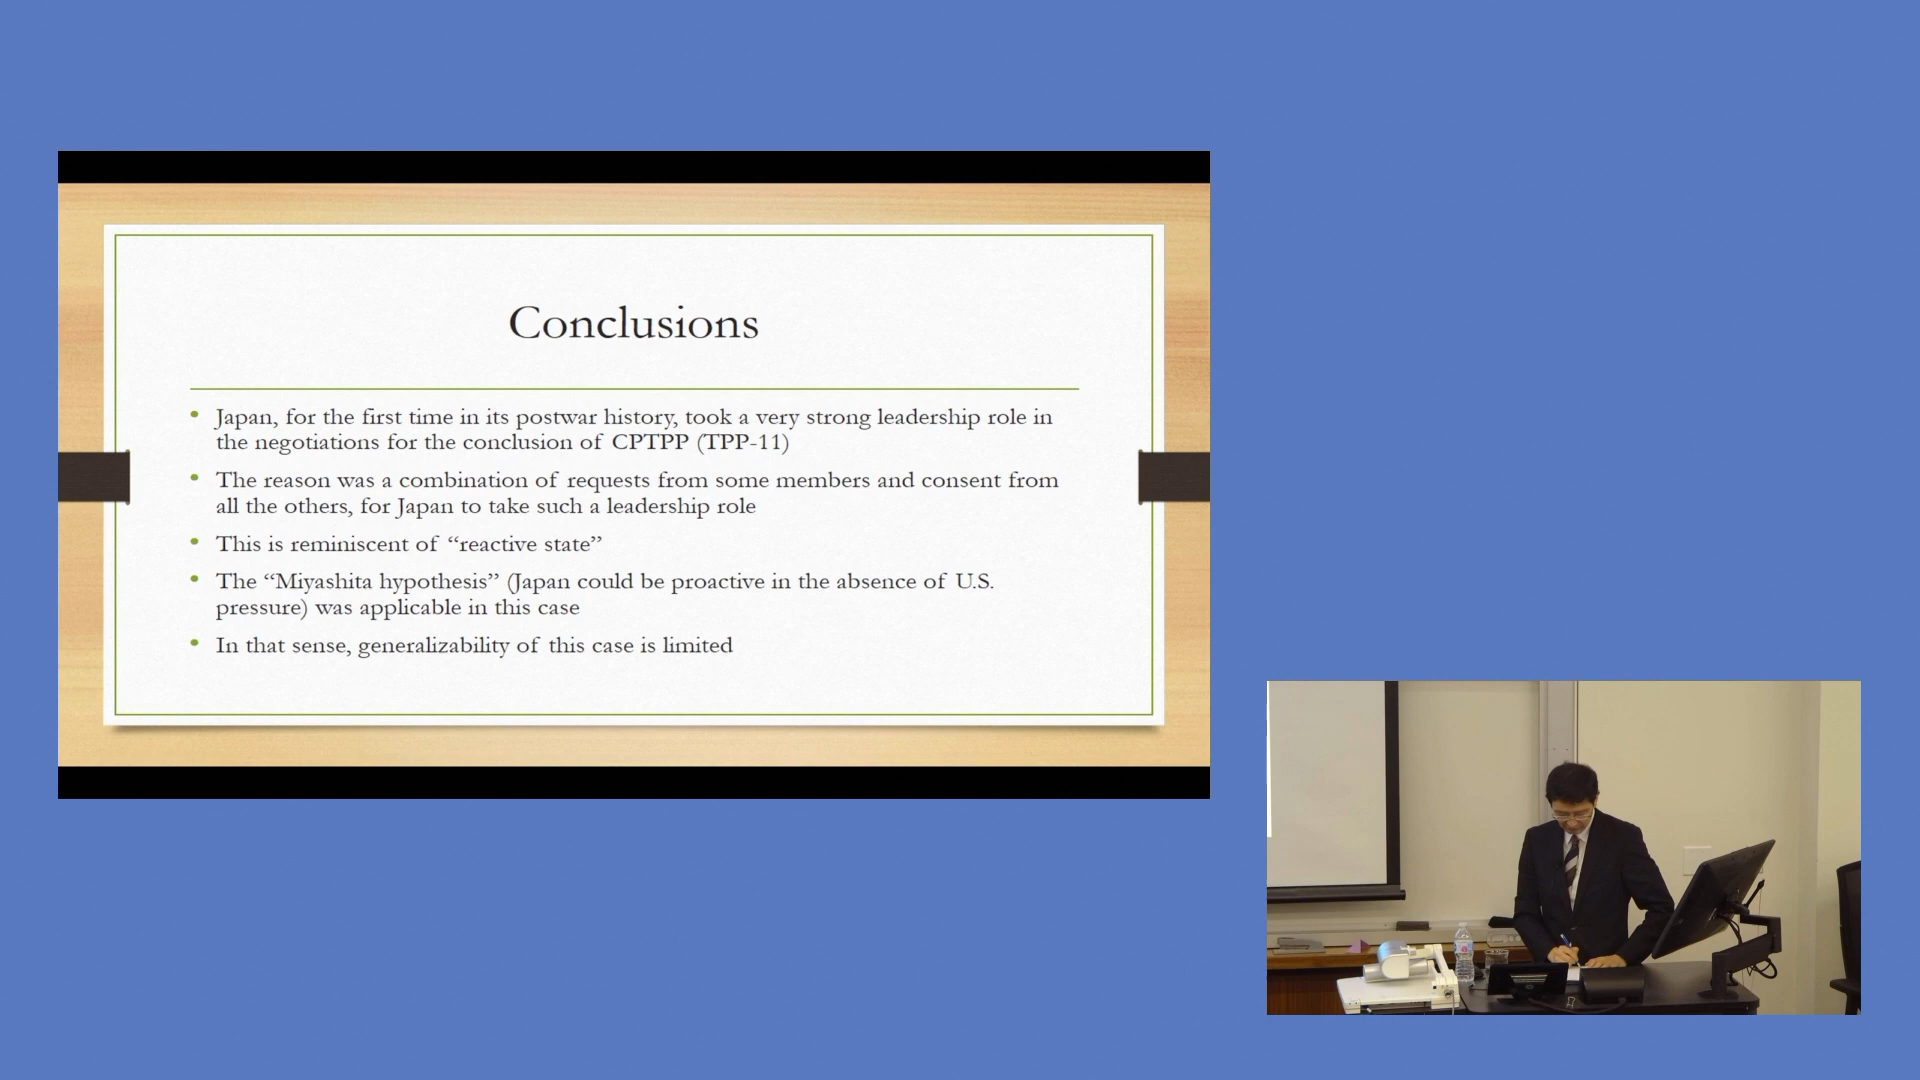 Conclusions
• Japan, for the first time in its postwar history, took a very strong leadership role in
the negotiations for the conclusion of CPTPP (TPP-11)
• The reason was a combination of requests from some members and consent from
all the others, for Japan to take such a leadership role
• This is reminiscent of “reactive state”
• The “Miyashita hypothesis” (Japan could be proactive in the absence of U.S.
pressure) was applicable in this case
• In that sense, generalizability of this case is limited